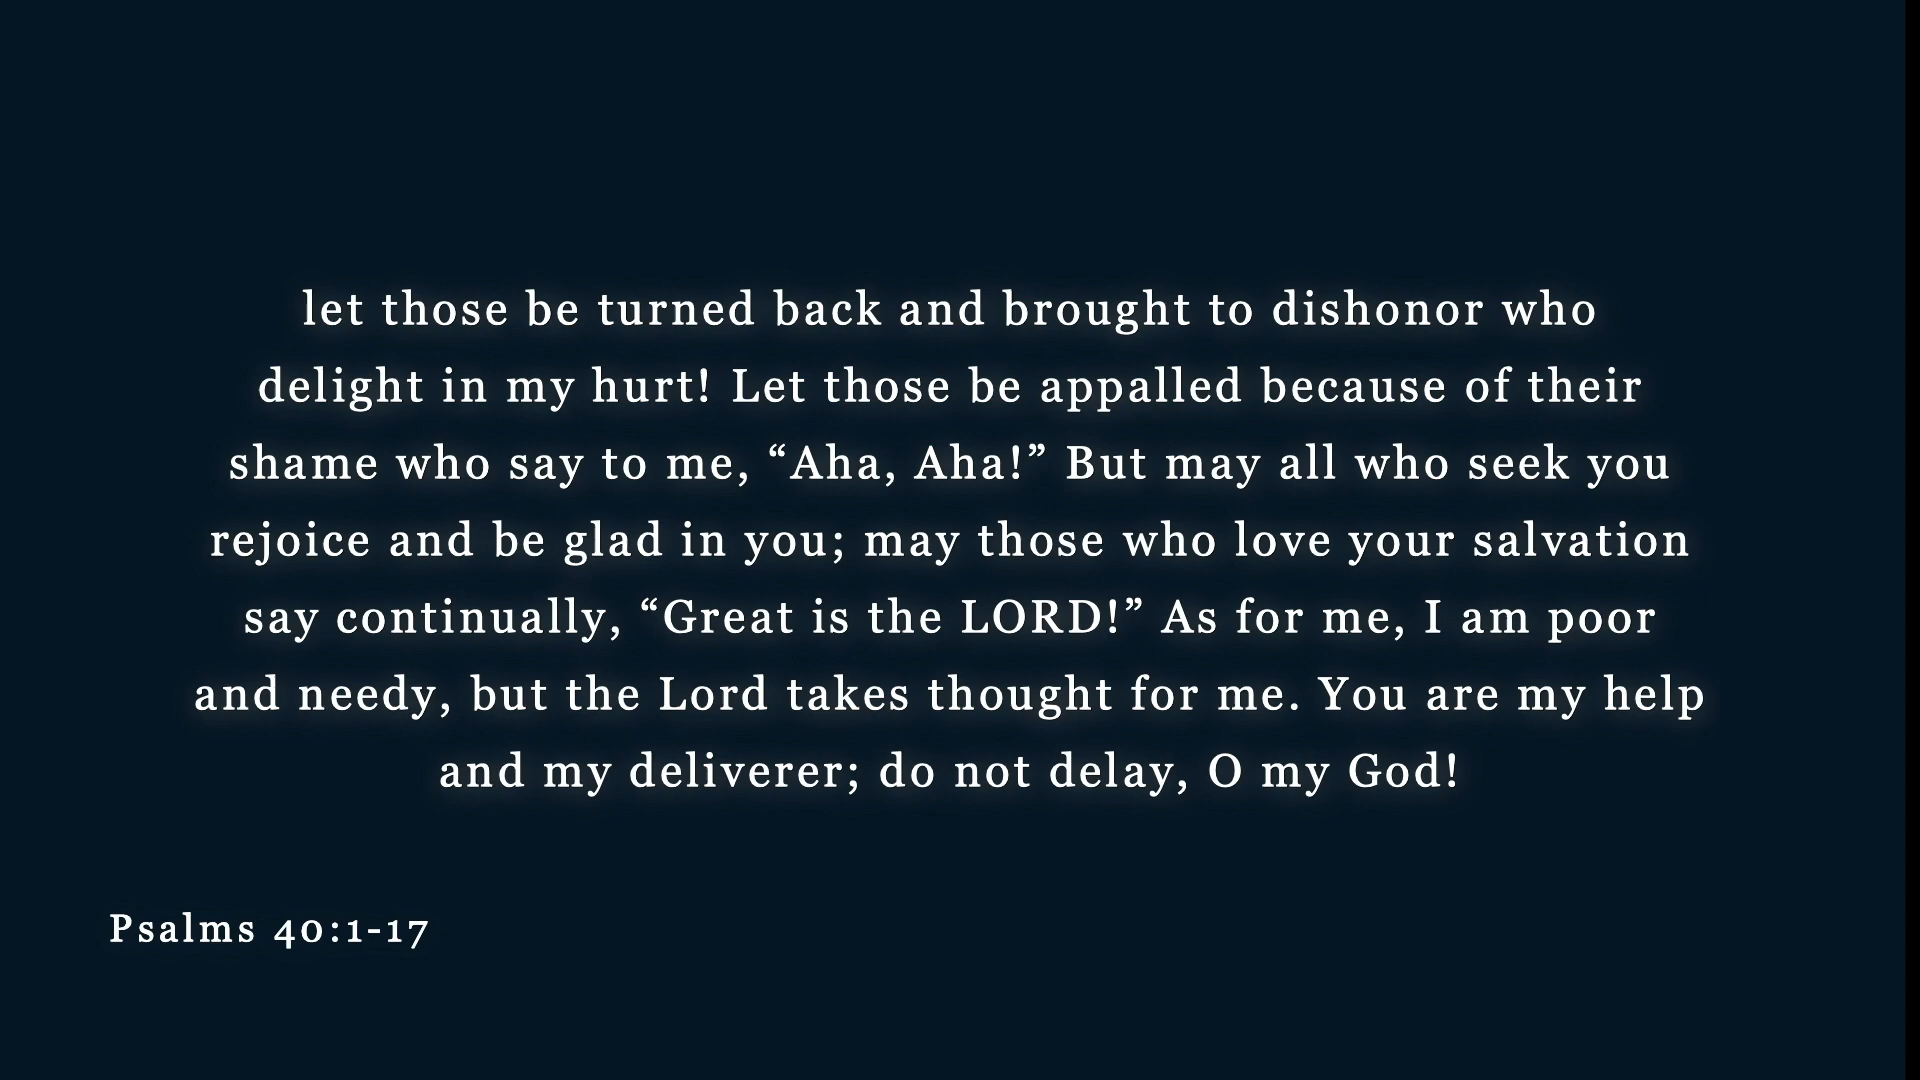 let those be turned back and brought to dishonor who
delight in my hurt! Let those be appalled because of their
shame who say to me, “Aha, Aha!” But may all who seek you
rejoice and be glad in you; may those who love your salvation
say continually, “Great is the LORD!” As for me, I am poor
and needy, but the Lord takes thought for me. You are my help
and my deliverer; do not delay, O my God!
Psalms 40:1-17